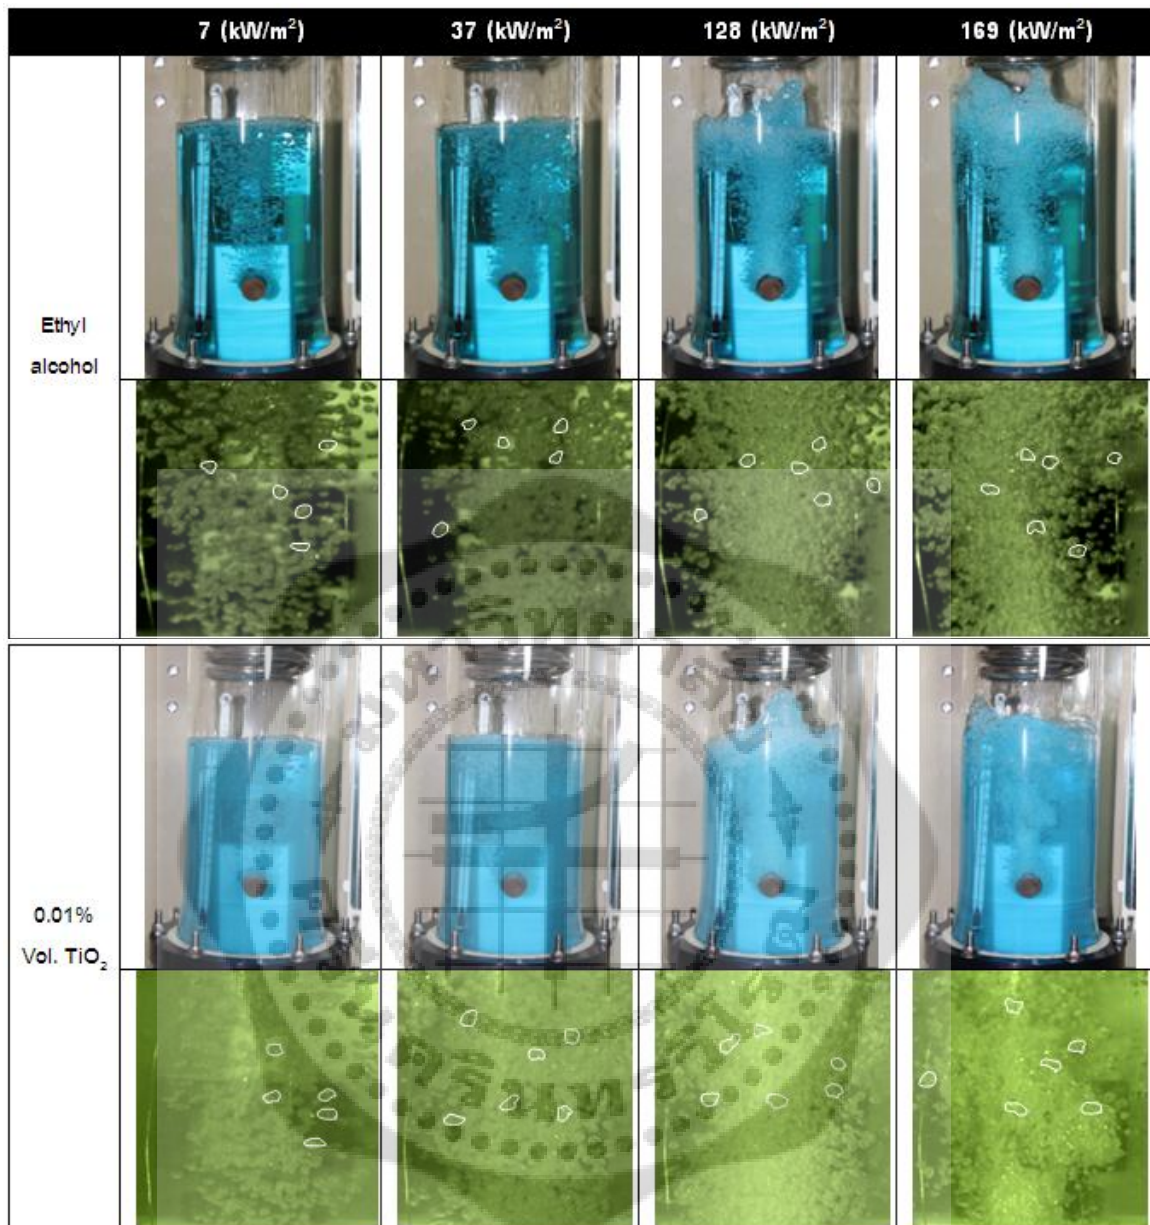 7 (kW/m²)
37 (kW/m²)
128 (kW/m²)
169 (kW/m²)
Ethyl
alcohol
0.01%
Vol. TiO₂